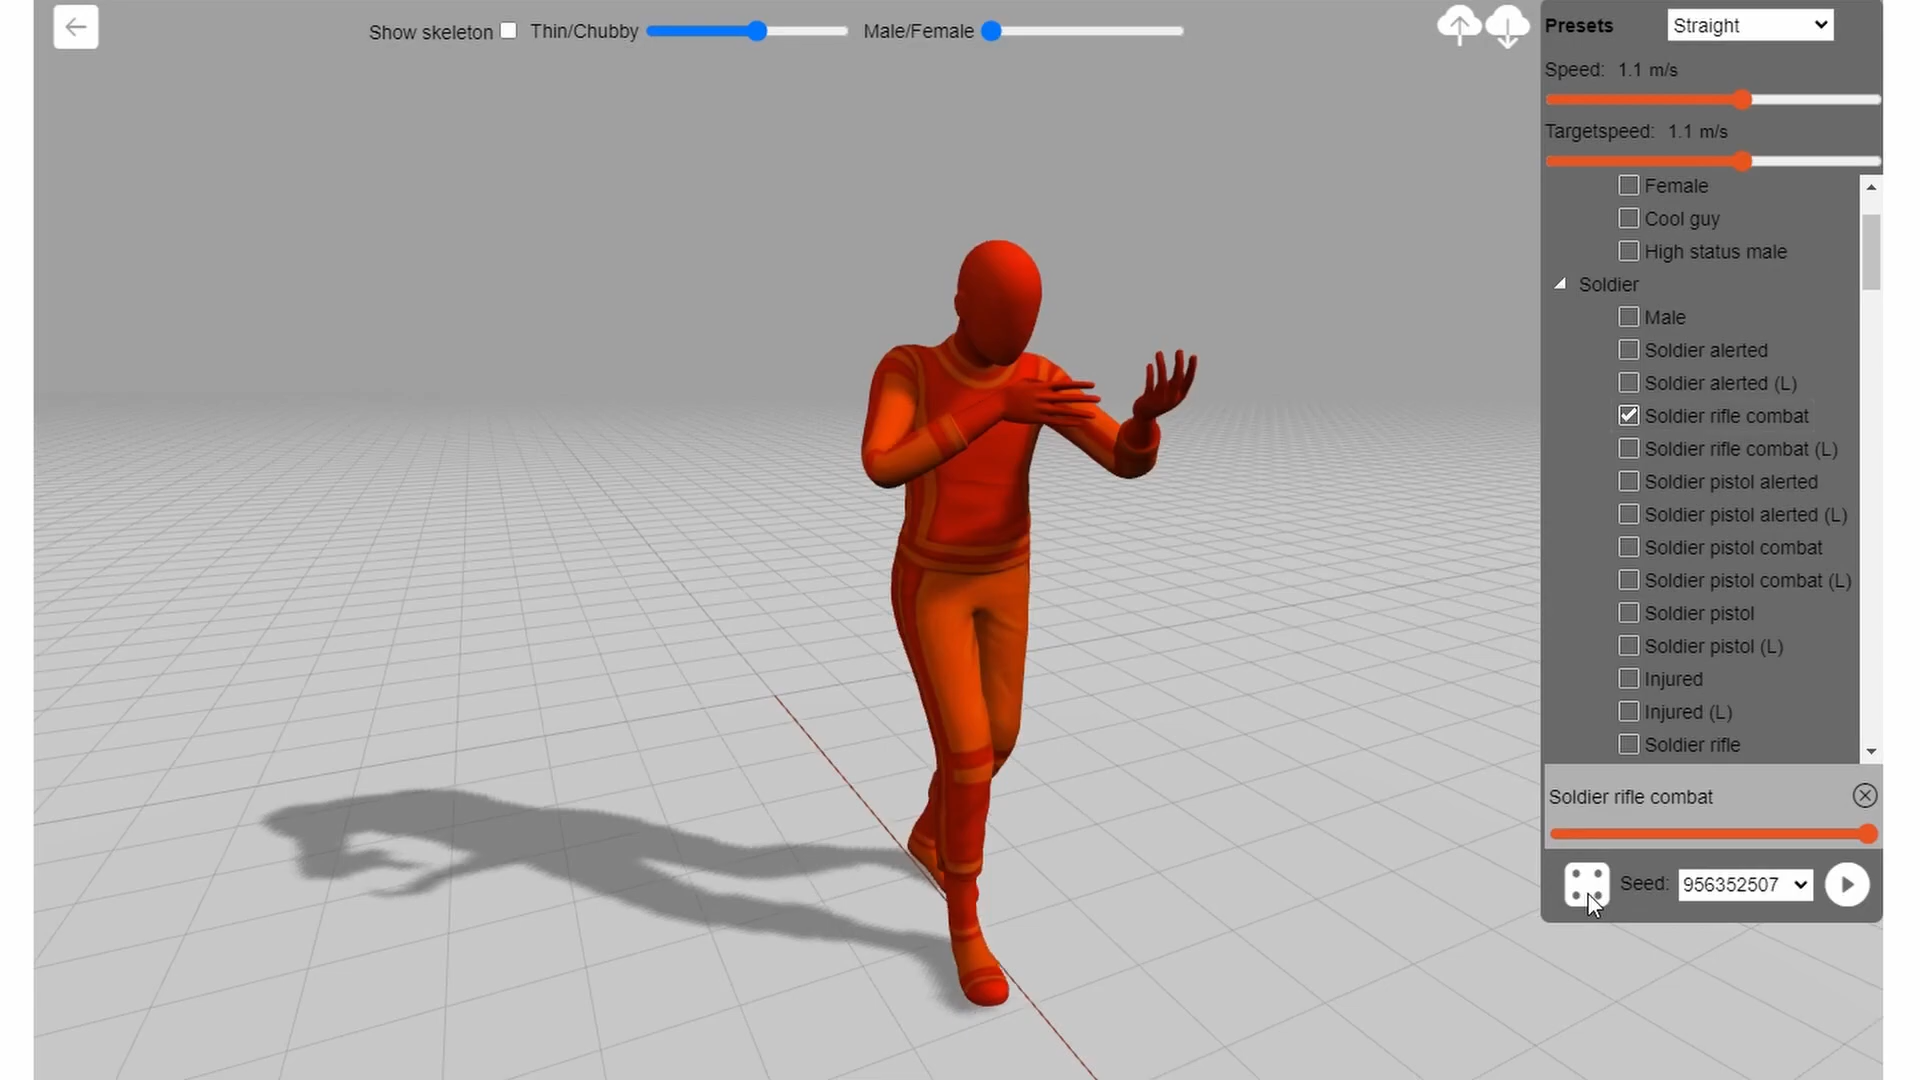 Show skeleton
Thin/Chubby
Male/Female
Presets
Straight
Speed: 1.1 m/s
Targetspeed: 1.1 m/s
Female
Cool guy
High status male
Soldier
Male
Soldier alerted
Soldier alerted (L)
Soldier rifle combat
Soldier rifle combat (L)
Soldier pistol alerted
Soldier pistol alerted (L)
Soldier pistol combat
Soldier pistol combat (L)
Soldier pistol
Soldier pistol (L)
Injured
Injured (L)
Soldier rifle
Soldier rifle combat
Seed: 956352507